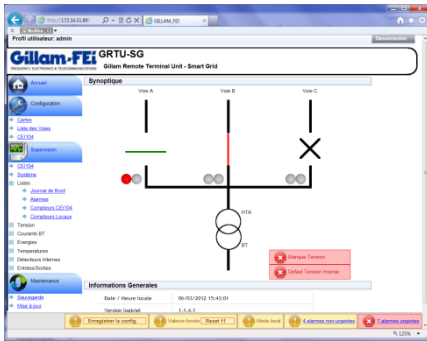 http://172.16.51.89/
GILLAM_FEI
Profil utilisateur: admin
Deconnexion
Gillam-FEi
GRTU-SG
Gillam Remote Terminal Unit - Smart Grid
Accueil
Synoptique
Voie A
Voie B
Voie C
Configuration
Cartes
Liste des Voies
CEI104
Supervision
CEI104
Système
Listes
Journal de Bord
Alarmes
Compteurs CEI104
Compteurs Locaux
Tension
Courants BT
Energies
Temperatures
Détecteurs Internes
Entrées/Sorties
HTA
BT
Manque Tension
Defaut Tension Inverse
Maintenance
Sauvegarde
Mise à jour
Informations Generales
Date / Heure locale
06/03/2012 15:43:01
Version logiciel
1.3.4.1
Enregistrer la config.
Valeurs forcée
Reset !!!
Mode local
4 alarmes non-urgentes
7 alarmes urgentes
125%